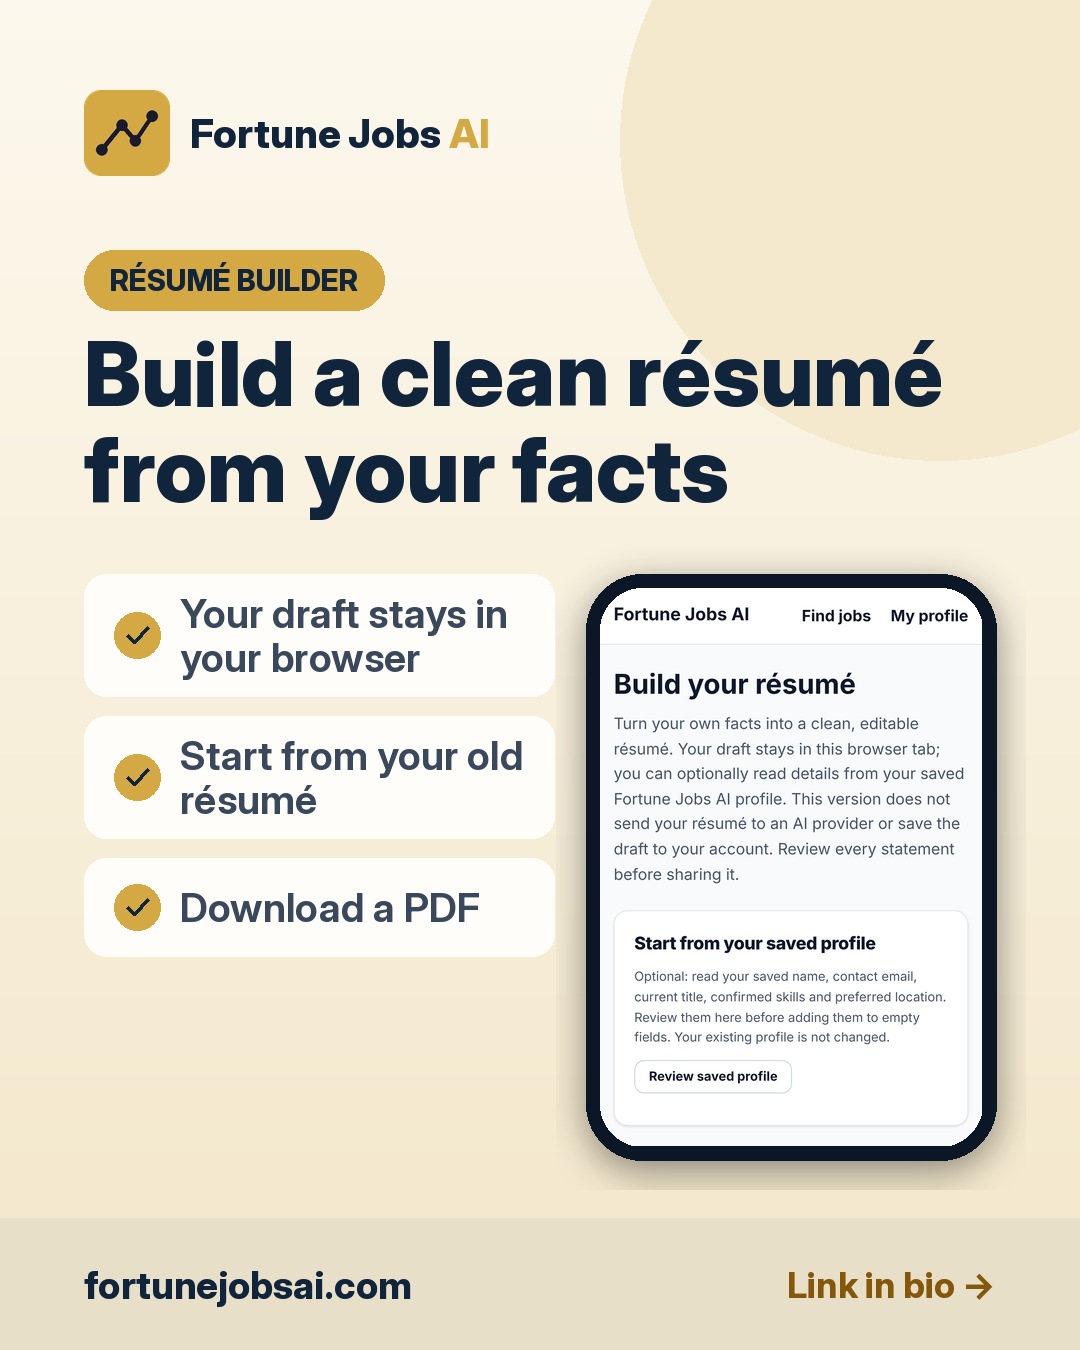 Fortune Jobs AI
RÉSUMÉ BUILDER
Build a clean résumé
from your facts
Your draft stays in
your browser
Start from your old
résumé
Download a PDF
Fortune Jobs AI Find jobs My profile
Build your résumé
Turn your own facts into a clean, editable
résumé. Your draft stays in this browser tab;
you can optionally read details from your saved
Fortune Jobs AI profile. This version does not
send your résumé to an AI provider or save the
draft to your account. Review every statement
before sharing it.
Start from your saved profile
Optional: read your saved name, contact email,
current title, confirmed skills and preferred location.
Review them here before adding them to empty
fields. Your existing profile is not changed.
Review saved profile
fortunejobsai.com
Link in bio →